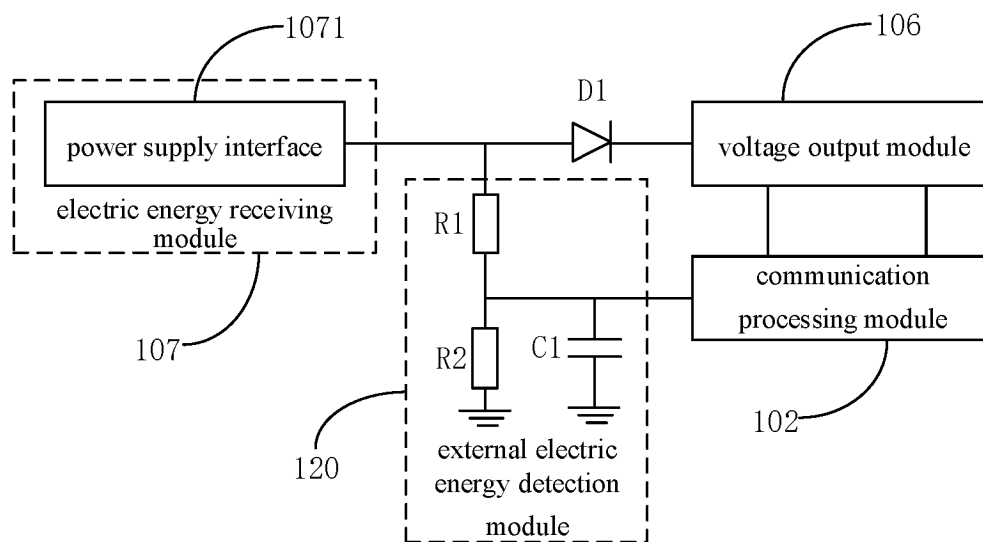 1071
106
D1
power supply interface
voltage output module
electric energy receiving
module
R1
communication
processing module
107
R2
C1
102
120
external electric
energy detection
module